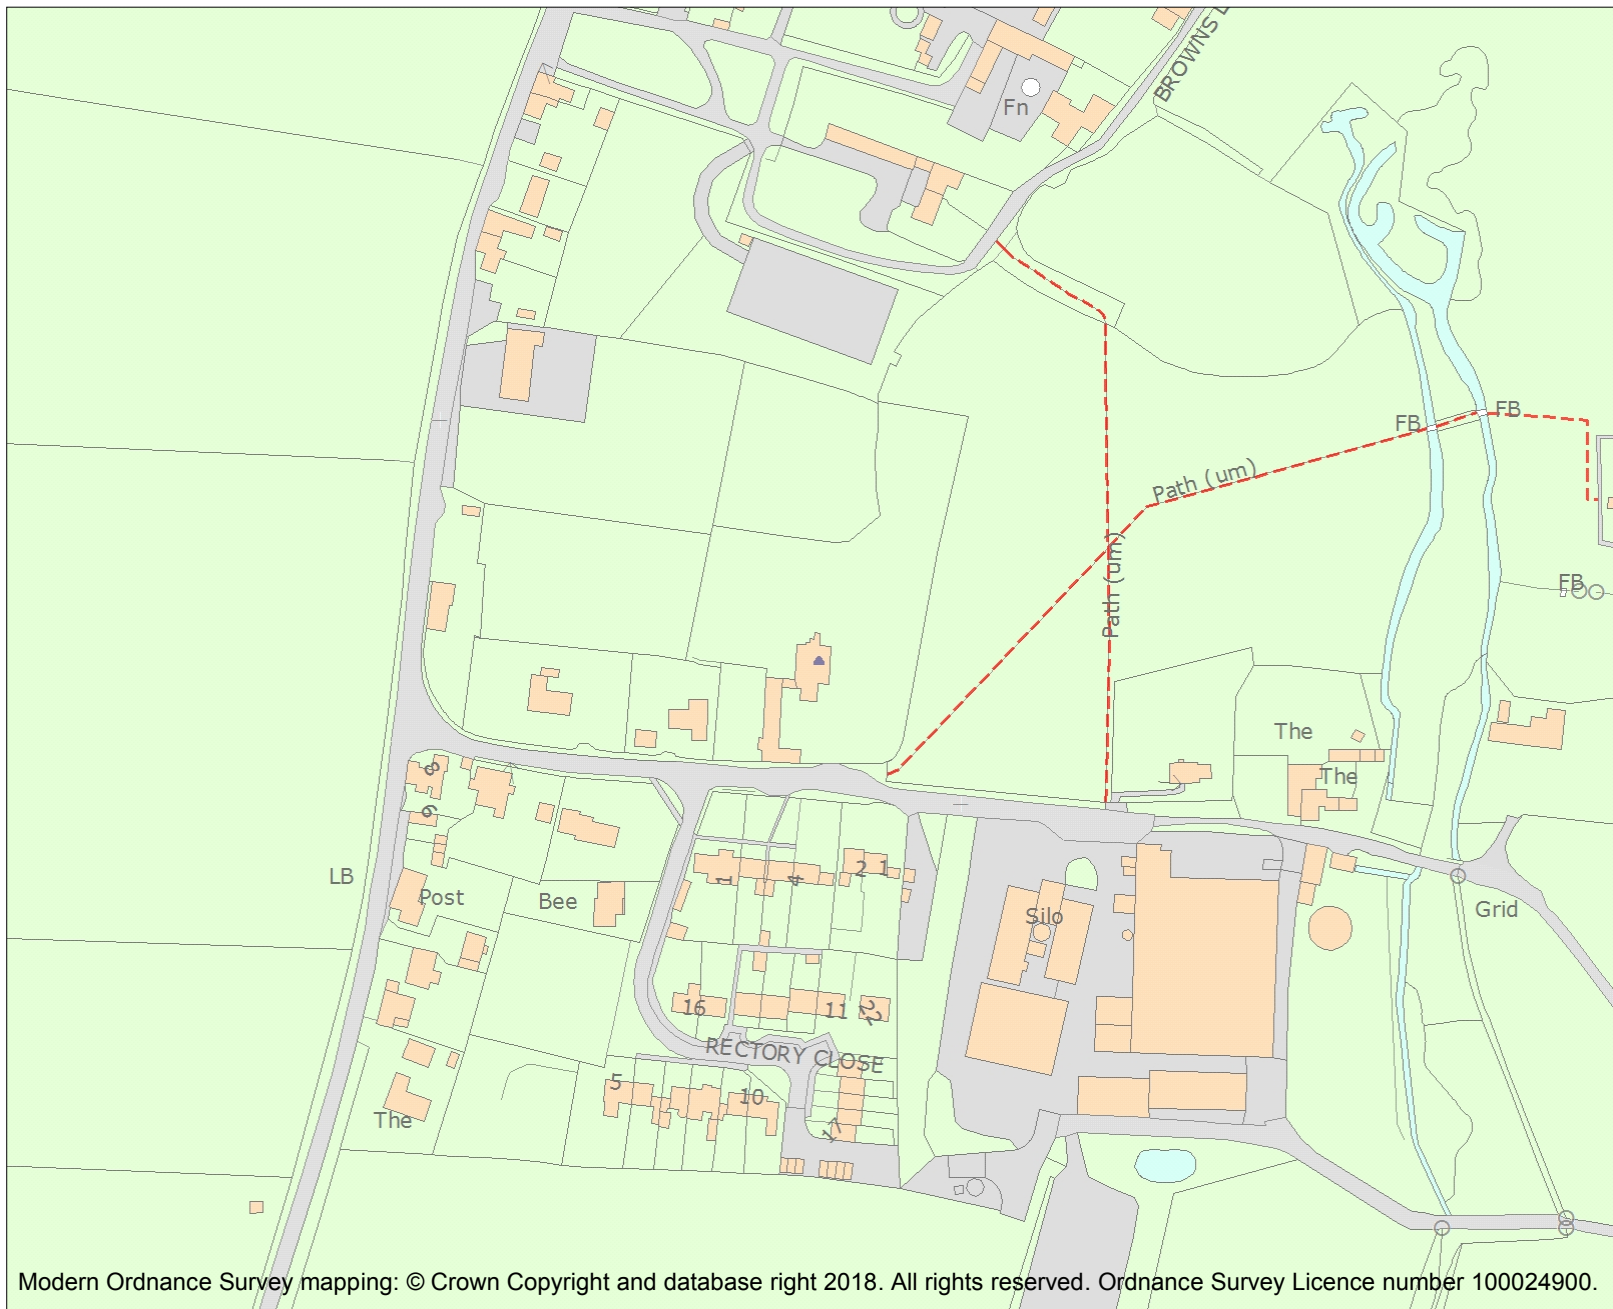 BROWNS L
Fn
FB
FB
Path (um)
Path (um)
FB
The
The
8
6
LB
Post
Bee
1
4
2 1
Silo
Grid
16
11
22
RECTORY CLOSE
5
10
17
The
Modern Ordnance Survey mapping: © Crown Copyright and database right 2018. All rights reserved. Ordnance Survey Licence number 100024900.